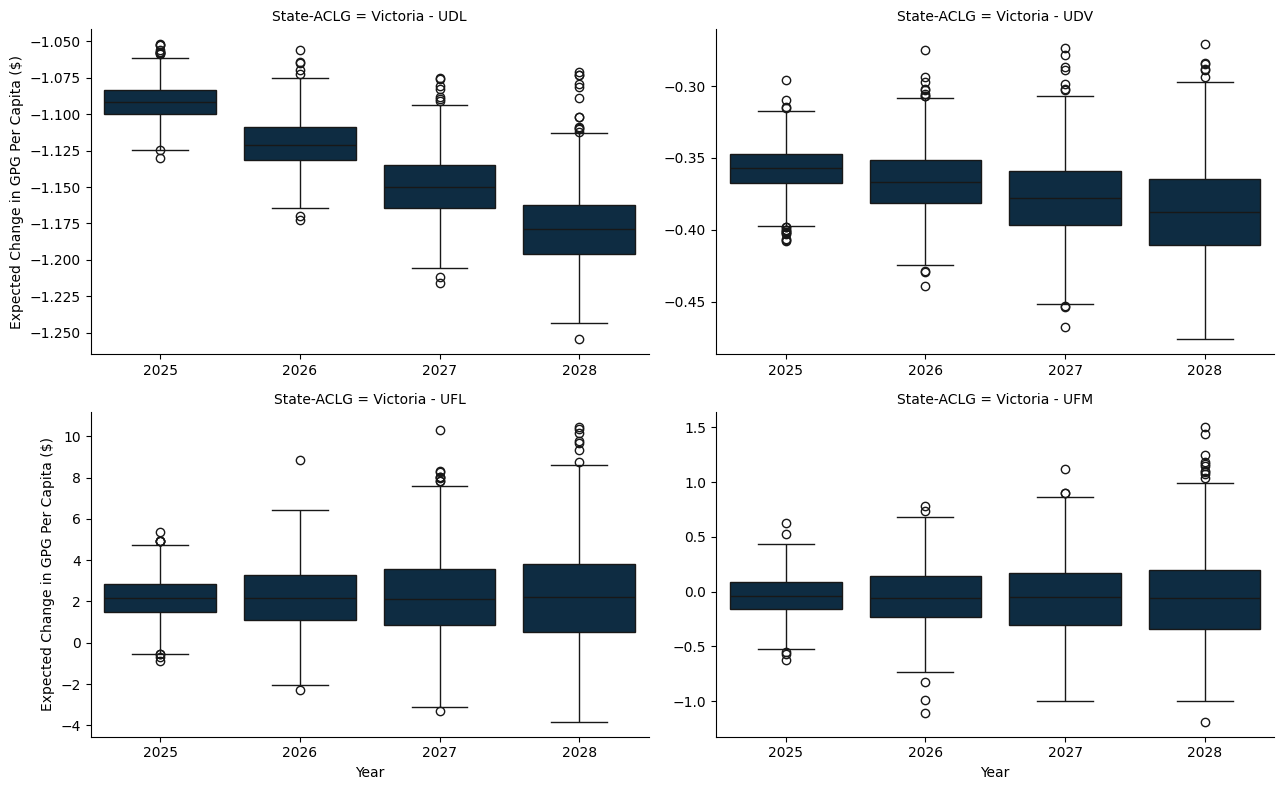 State-ACLG = Victoria - UDL
Expected Change in GPG Per Capita ($)
−1.050
−1.075
−1.100
−1.125
−1.150
−1.175
−1.200
−1.225
−1.250
2025 2026 2027 2028
State-ACLG = Victoria - UDV
−0.30
−0.35
−0.40
−0.45
2025 2026 2027 2028
State-ACLG = Victoria - UFL
Expected Change in GPG Per Capita ($)
10
8
6
4
2
0
−2
−4
2025 2026 2027 2028
Year
State-ACLG = Victoria - UFM
1.5
1.0
0.5
0.0
−0.5
−1.0
2025 2026 2027 2028
Year